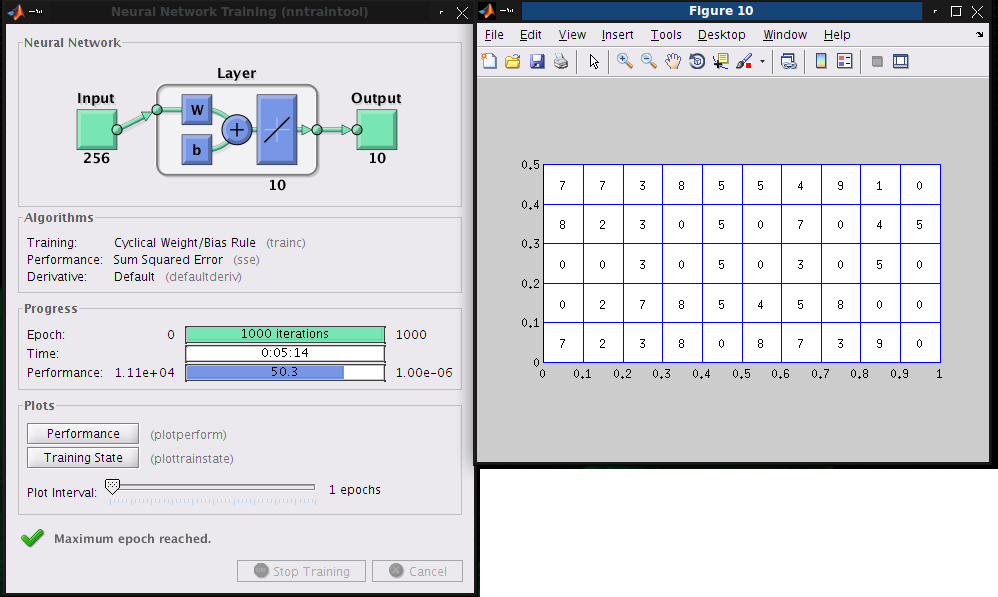 Neural Network Training (nntraintool)
Neural Network
Layer
Input
Output
W
b
+
256
10
10
Algorithms
Training: Cyclical Weight/Bias Rule (trainc)
Performance: Sum Squared Error (sse)
Derivative: Default (defaultderiv)
Progress
Epoch: 0 1000 iterations 1000
Time: 0:05:14
Performance: 1.11e+04 50.3 1.00e-06
Plots
Performance (plotperform)
Training State (plottrainstate)
Plot Interval: 1 epochs
Maximum epoch reached.
Stop Training Cancel
Figure 10
File Edit View Insert Tools Desktop Window Help
0.5
7 7 3 8 5 5 4 9 1 0
0.4
8 2 3 0 5 0 7 0 4 5
0.3
0 0 3 0 5 0 3 0 5 0
0.2
0 2 7 8 5 4 5 8 0 0
0.1
7 2 3 8 0 8 7 3 9 0
0
0 0.1 0.2 0.3 0.4 0.5 0.6 0.7 0.8 0.9 1